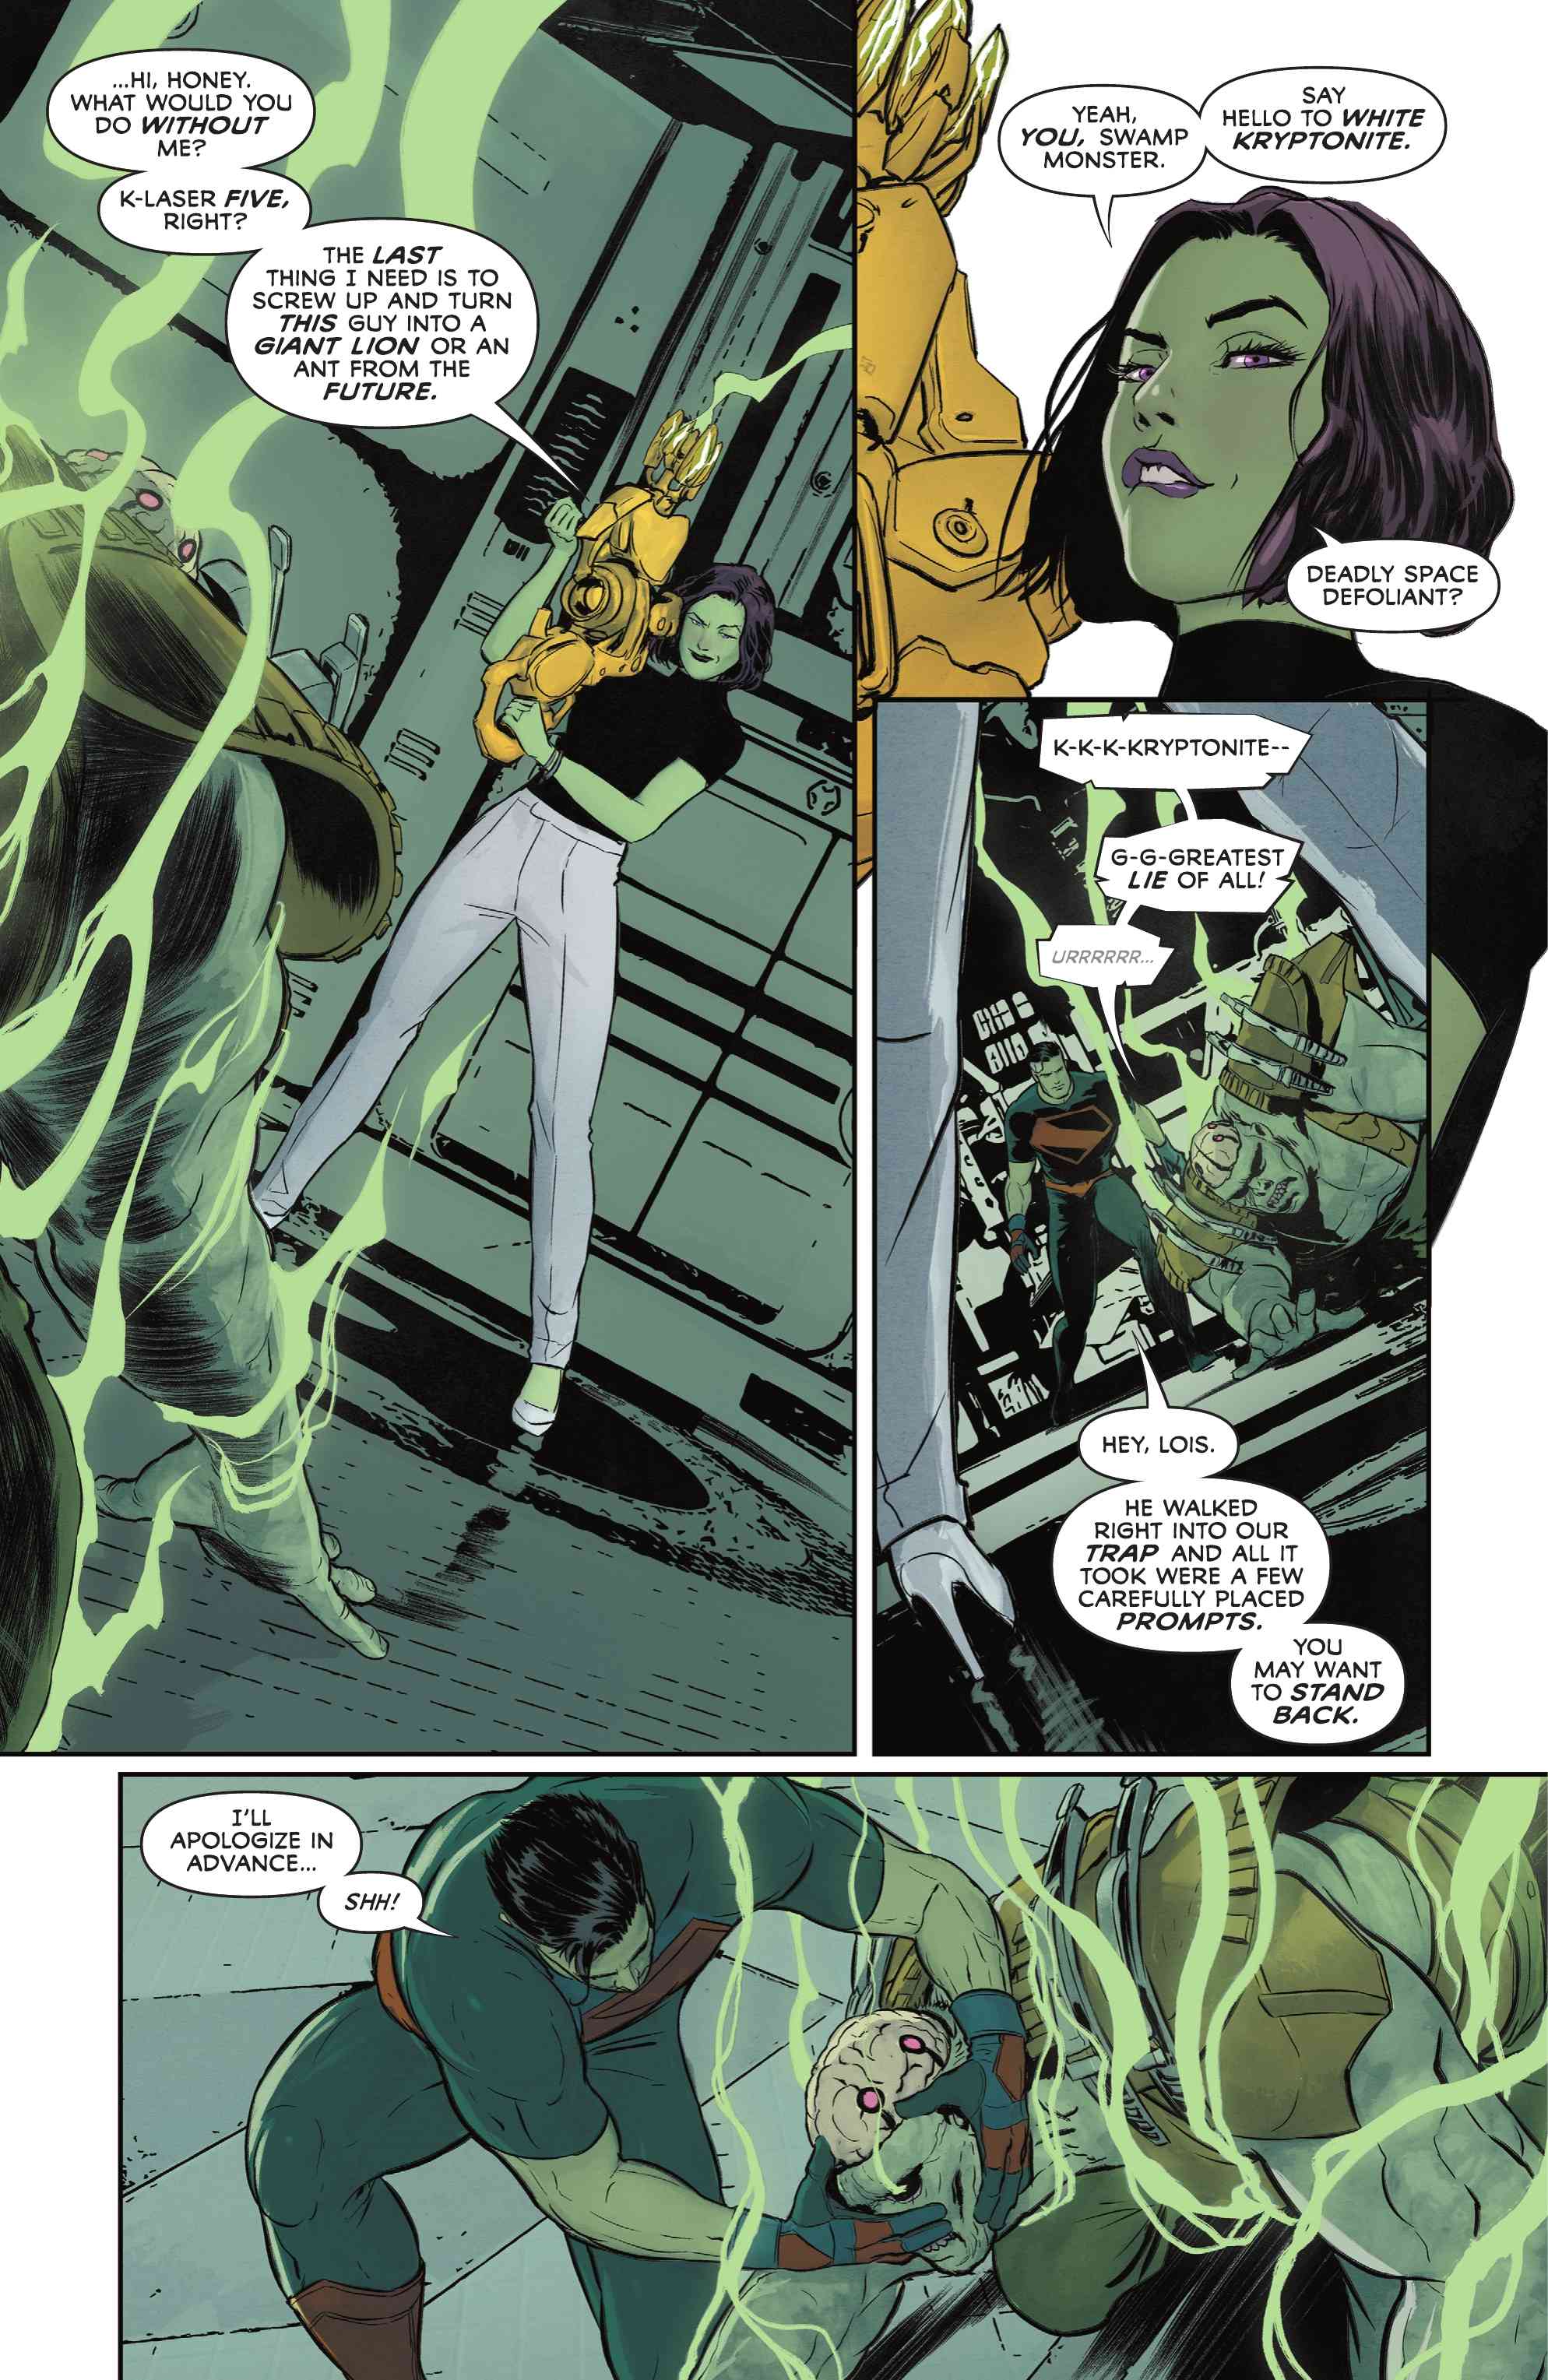 ...HI, HONEY.
WHAT WOULD YOU
DO WITHOUT
ME?
K-LASER FIVE,
RIGHT?
THE LAST
THING I NEED IS TO
SCREW UP AND TURN
THIS GUY INTO A
GIANT LION OR AN
ANT FROM THE
FUTURE.
YEAH,
YOU, SWAMP
MONSTER.
SAY
HELLO TO WHITE
KRYPTONITE.
DEADLY SPACE
DEFOLIANT?
K-K-K-KRYPTONITE--
G-G-GREATEST
LIE OF ALL!
URRRRRR...
HEY, LOIS.
HE WALKED
RIGHT INTO OUR
TRAP AND ALL IT
TOOK WERE A FEW
CAREFULLY PLACED
PROMPTS.
YOU
MAY WANT
TO STAND
BACK.
I'LL
APOLOGIZE IN
ADVANCE...
SHH!